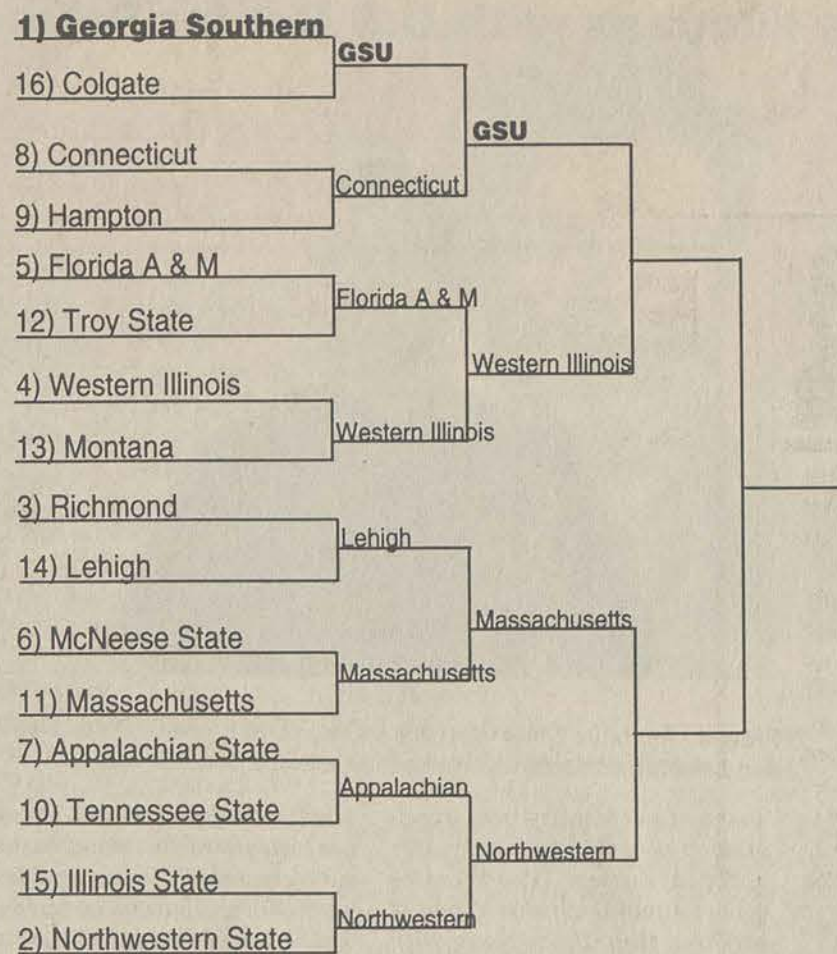 1) Georgia Southern
GSU
16) Colgate
GSU
8) Connecticut
Connecticut
9) Hampton
5) Florida A & M
Florida A & M
12) Troy State
Western Illinois
4) Western Illinois
Western Illinois
13) Montana
3) Richmond
Lehigh
14) Lehigh
Massachusetts
6) McNeese State
Massachusetts
11) Massachusetts
7) Appalachian State
Appalachian
10) Tennessee State
Northwestern
15) Illinois State
Northwestern
2) Northwestern State